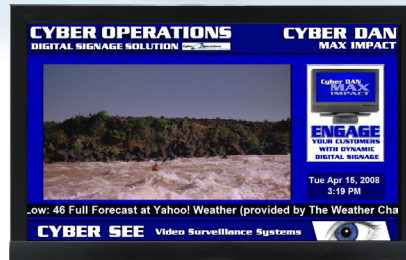 CYBER OPERATIONS
DIGITAL SIGNAGE SOLUTION
CYBER DAN
MAX IMPACT
Cyber DAN
MAX
IMPACT
ENGAGE
YOUR CUSTOMERS
WITH DYNAMIC
DIGITAL SIGNAGE
Tue Apr 15, 2008
3:19 PM
Low: 46 Full Forecast at Yahoo! Weather (provided by The Weather Cha
CYBER SEE Video Surveillance Systems